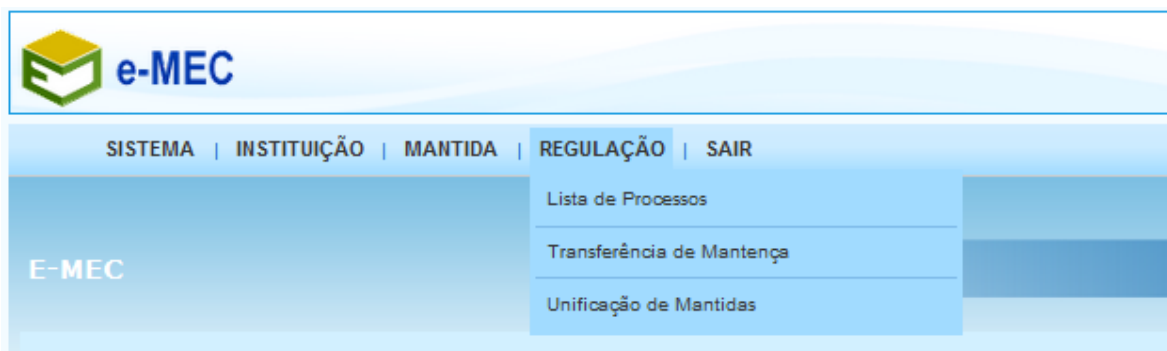 e-MEC
SISTEMA | INSTITUIÇÃO | MANTIDA | REGULAÇÃO | SAIR
Lista de Processos
Transferência de Mantença
E-MEC
Unificação de Mantidas